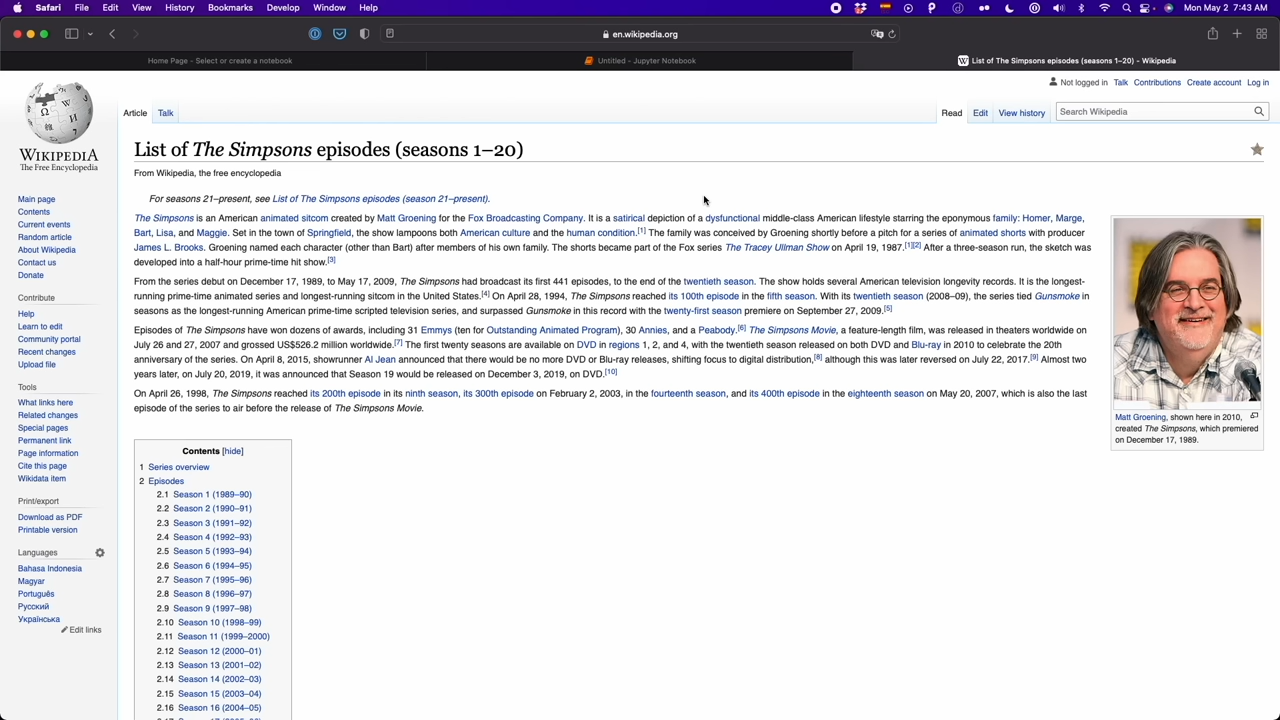 Safari File Edit View History Bookmarks Window Help Mon May 2 7:43 AM
en.wikipedia.org
Home Page - Select or create a notebook
Untitled - Jupyter Notebook
List of The Simpsons episodes (seasons 1–20) - Wikipedia
Not logged in Talk Contributions Create account Log in
Article Talk Read Edit View history Search Wikipedia
WIKIPEDIA
The Free Encyclopedia
Main page
Contents
Current events
Random article
About Wikipedia
Contact us
Donate
Contribute
Help
Learn to edit
Community portal
Recent changes
Upload file
Tools
What links here
Related changes
Special pages
Permanent link
Page information
Cite this page
Wikidata item
Print/export
Download as PDF
Printable version
Languages
Bahasa Indonesia
Magyar
Português
Русский
Українська
Edit links
List of The Simpsons episodes (seasons 1–20)
From Wikipedia, the free encyclopedia
For seasons 21–present, see List of The Simpsons episodes (season 21–present).
The Simpsons is an American animated sitcom created by Matt Groening for the Fox Broadcasting Company. It is a satirical depiction of a dysfunctional middle-class American lifestyle starring the eponymous family: Homer, Marge,
Bart, Lisa, and Maggie. Set in the town of Springfield, the show lampoons both American culture and the human condition.[1] The family was conceived by Groening shortly before a pitch for a series of animated shorts with producer
James L. Brooks. Groening named each character (other than Bart) after members of his own family. The shorts became part of the Fox series The Tracey Ullman Show on April 19, 1987.[1][2] After a three-season run, the sketch was
developed into a half-hour prime-time hit show.[3]
From the series debut on December 17, 1989, to May 17, 2009, The Simpsons had broadcast its first 441 episodes, to the end of the twentieth season. The show holds several American television longevity records. It is the longest-
running prime-time animated series and longest-running sitcom in the United States.[4] On April 28, 1994, The Simpsons reached its 100th episode in the fifth season. With its twentieth season (2008–09), the series tied Gunsmoke in
seasons as the longest-running American prime-time scripted television series, and surpassed Gunsmoke in this record with the twenty-first season premiere on September 27, 2009.[5]
Episodes of The Simpsons have won dozens of awards, including 31 Emmys (ten for Outstanding Animated Program), 30 Annies, and a Peabody.[6] The Simpsons Movie, a feature-length film, was released in theaters worldwide on
July 26 and 27, 2007 and grossed US$526.2 million worldwide.[7] The first twenty seasons are available on DVD in regions 1, 2, and 4, with the twentieth season released on both DVD and Blu-ray in 2010 to celebrate the 20th
anniversary of the series. On April 8, 2015, showrunner Al Jean announced that there would be no more DVD or Blu-ray releases, shifting focus to digital distribution,[8] although this was later reversed on July 22, 2017.[9] Almost two
years later, on July 20, 2019, it was announced that Season 19 would be released on December 3, 2019, on DVD.[10]
On April 26, 1998, The Simpsons reached its 200th episode in its ninth season, its 300th episode on February 2, 2003, in the fourteenth season, and its 400th episode in the eighteenth season on May 20, 2007, which is also the last
episode of the series to air before the release of The Simpsons Movie.
Matt Groening, shown here in 2010,
created The Simpsons, which premiered
on December 17, 1989.
Contents [hide]
1 Series overview
2 Episodes
2.1 Season 1 (1989–90)
2.2 Season 2 (1990–91)
2.3 Season 3 (1991–92)
2.4 Season 4 (1992–93)
2.5 Season 5 (1993–94)
2.6 Season 6 (1994–95)
2.7 Season 7 (1995–96)
2.8 Season 8 (1996–97)
2.9 Season 9 (1997–98)
2.10 Season 10 (1998–99)
2.11 Season 11 (1999–2000)
2.12 Season 12 (2000–01)
2.13 Season 13 (2001–02)
2.14 Season 14 (2002–03)
2.15 Season 15 (2003–04)
2.16 Season 16 (2004–05)